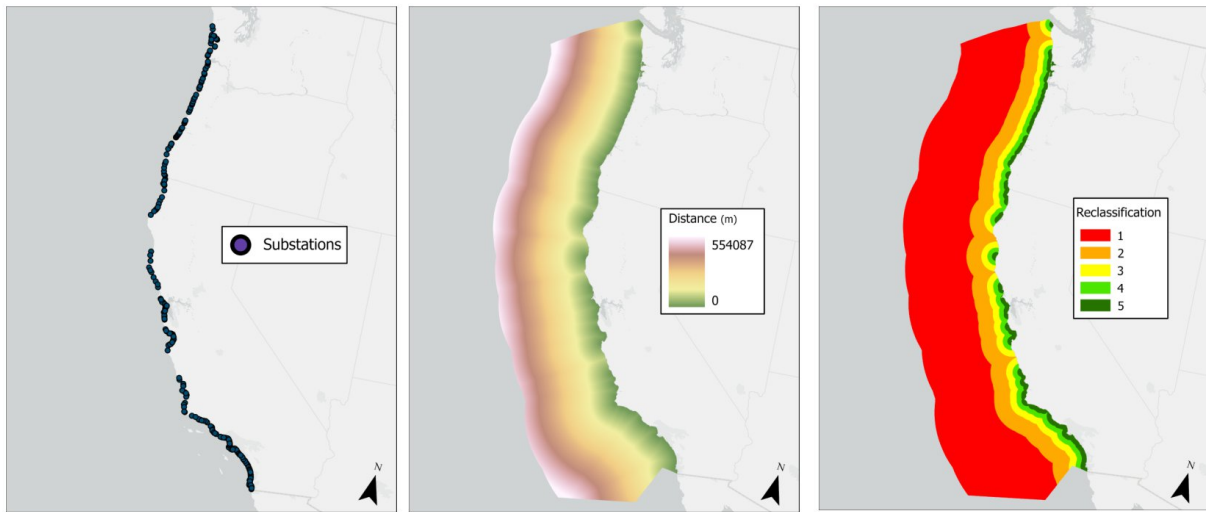 Substations
N
Distance (m)
554087
0
N
Reclassification
1
2
3
4
5
N